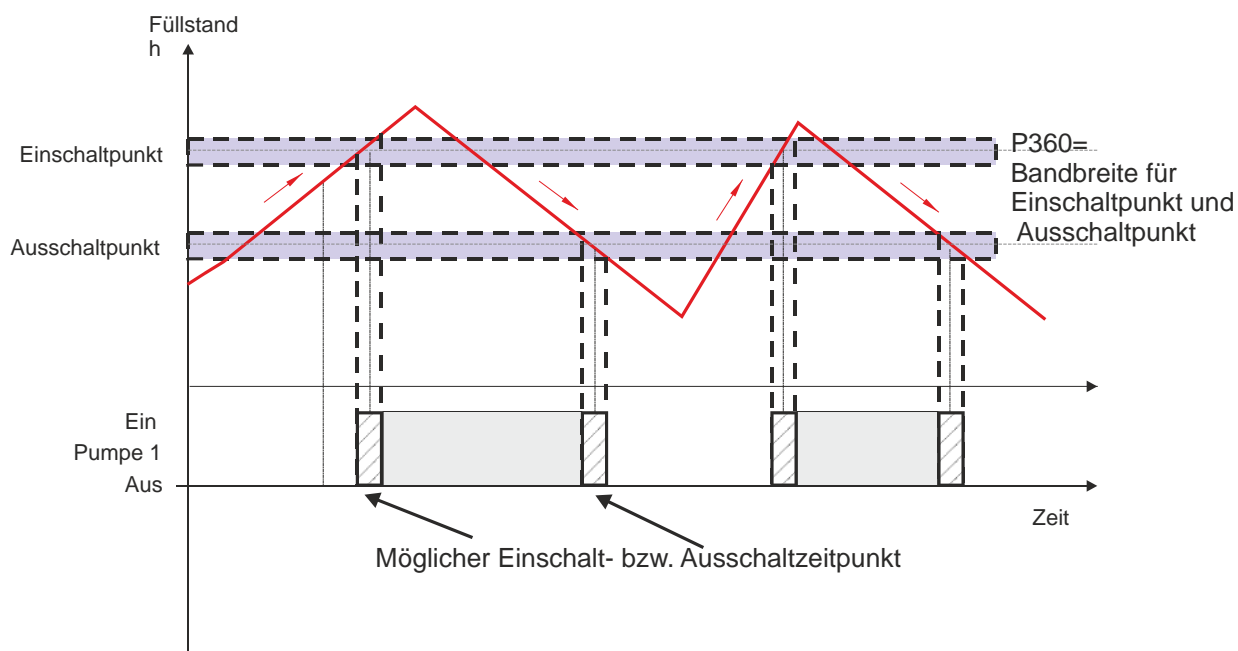 Füllstand
h
Einschaltpunkt
P360=
Bandbreite für
Einschaltpunkt und
Ausschaltpunkt
Ausschaltpunkt
Ein
Pumpe 1
Aus
Zeit
Möglicher Einschalt- bzw. Ausschaltzeitpunkt